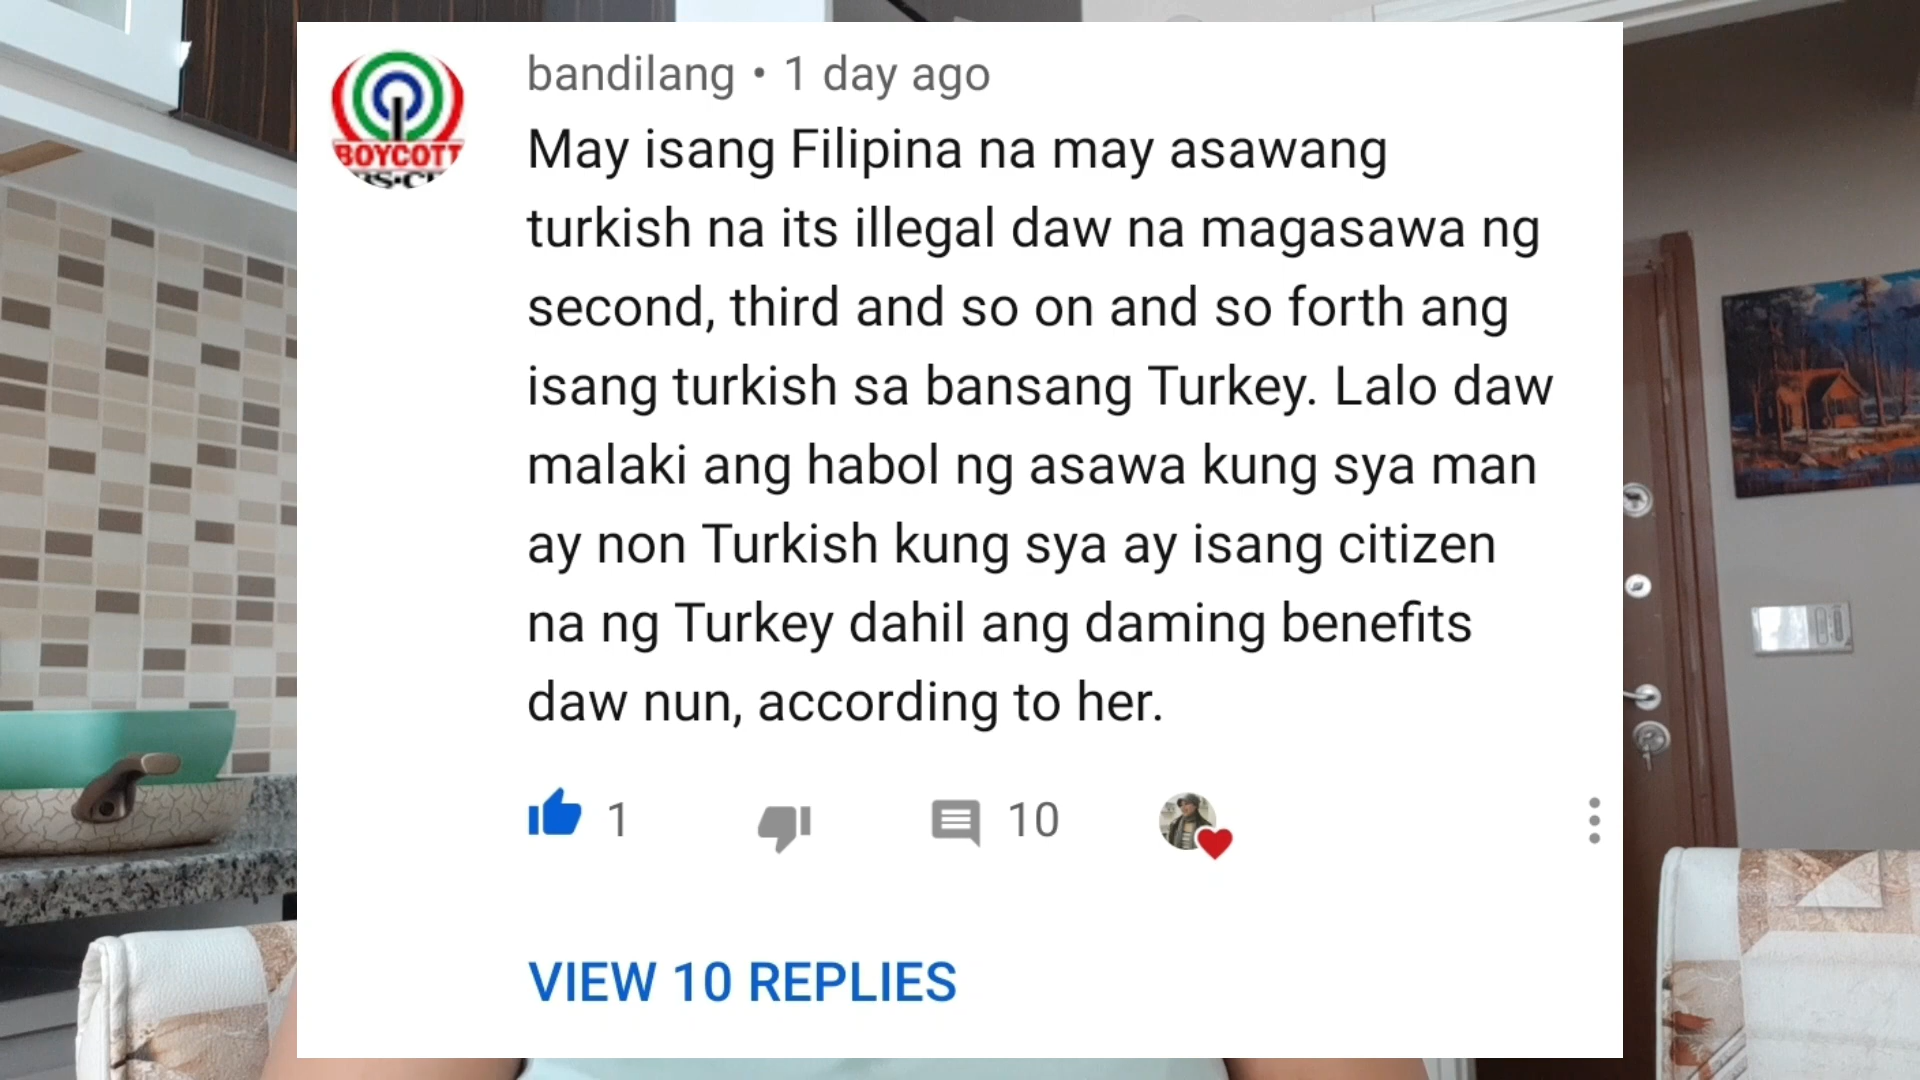 BOYCOTT
bandilang • 1 day ago
May isang Filipina na may asawang
turkish na its illegal daw na magasawa ng
second, third and so on and so forth ang
isang turkish sa bansang Turkey. Lalo daw
malaki ang habol ng asawa kung sya man
ay non Turkish kung sya ay isang citizen
na ng Turkey dahil ang daming benefits
daw nun, according to her.
1
10
VIEW 10 REPLIES